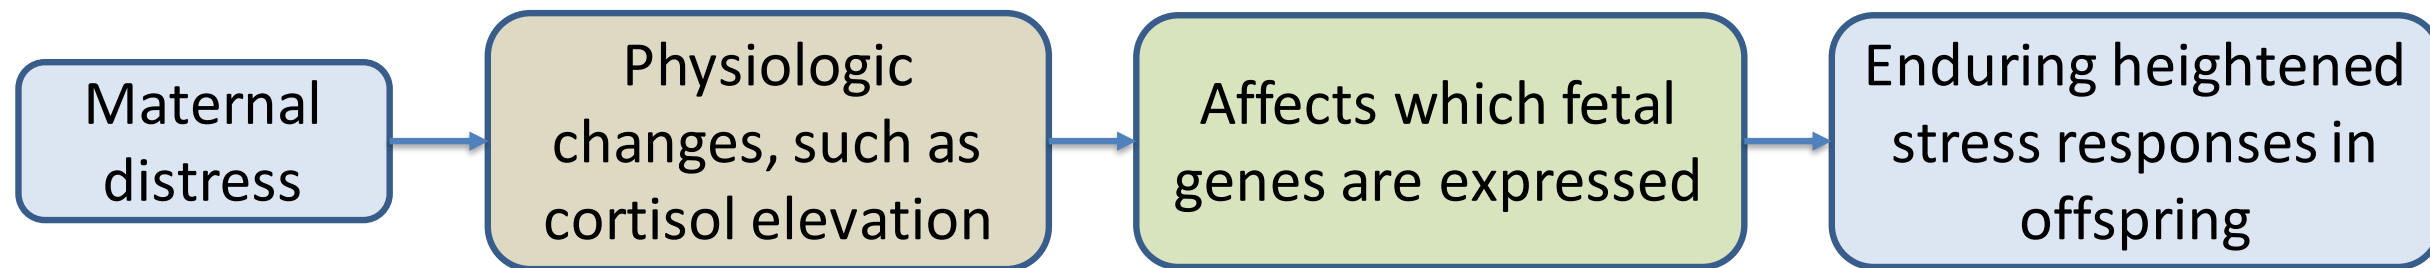 Maternal
distress
Physiologic
changes, such as
cortisol elevation
Affects which fetal
genes are expressed
Enduring heightened
stress responses in
offspring